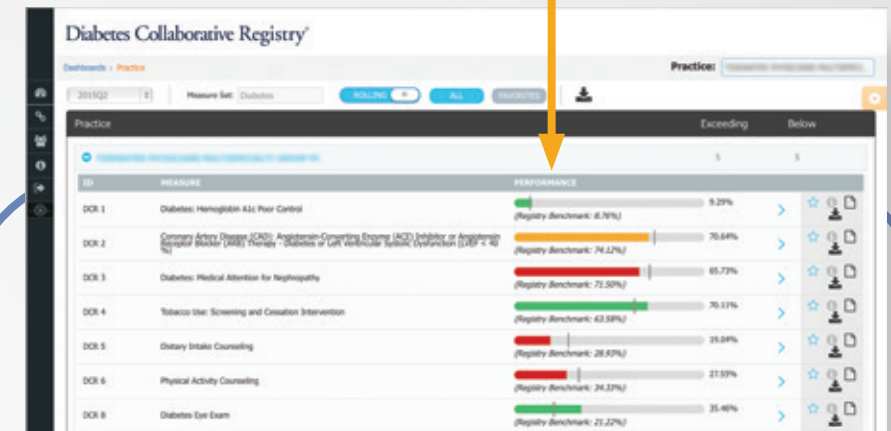 Diabetes Collaborative Registry®
Dashboards > Practice
Practice:
2015Q2 Measure Set: Diabetes ROLLING ALL FAVORITES
Practice Exceeding Below
5 5
ID MEASURE PERFORMANCE
DCR 1 Diabetes: Hemoglobin A1c Poor Control 9.29%
(Registry Benchmark: 8.76%)
Coronary Artery Disease (CAD): Angiotensin-Converting Enzyme (ACE) Inhibitor or Angiotensin
DCR 2 Receptor Blocker (ARB) Therapy - Diabetes or Left Ventricular Systolic Dysfunction (LVEF < 40 70.64%
%)
(Registry Benchmark: 74.12%)
DCR 3 Diabetes: Medical Attention for Nephropathy 65.73%
(Registry Benchmark: 71.50%)
DCR 4 Tobacco Use: Screening and Cessation Intervention 70.11%
(Registry Benchmark: 63.58%)
DCR 5 Dietary Intake Counseling 19.04%
(Registry Benchmark: 28.93%)
DCR 6 Physical Activity Counseling 27.55%
(Registry Benchmark: 34.33%)
DCR 8 Diabetes Eye Exam 35.46%
(Registry Benchmark: 21.22%)